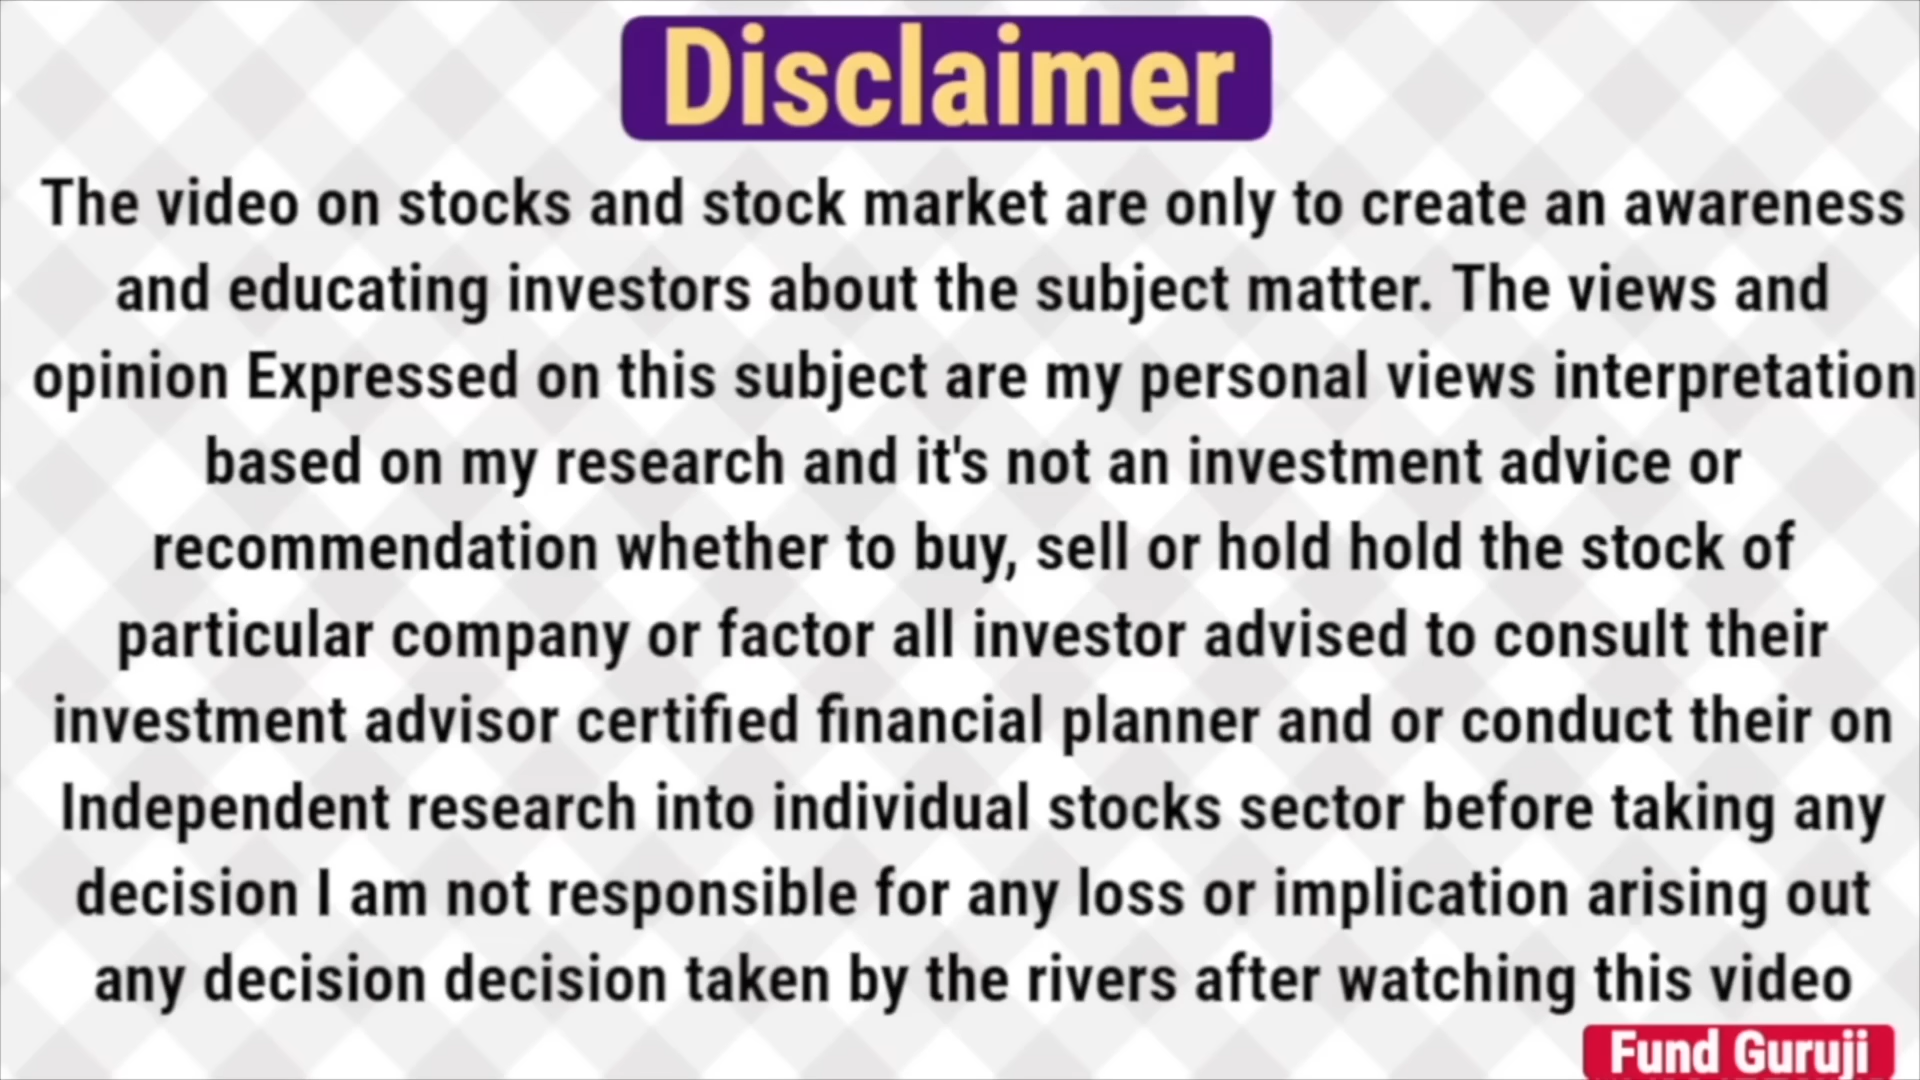 Disclaimer
The video on stocks and stock market are only to create an awareness
and educating investors about the subject matter. The views and
opinion Expressed on this subject are my personal views interpretation
based on my research and it's not an investment advice or
recommendation whether to buy, sell or hold hold the stock of
particular company or factor all investor advised to consult their
investment advisor certified financial planner and or conduct their on
Independent research into individual stocks sector before taking any
decision I am not responsible for any loss or implication arising out
any decision decision taken by the rivers after watching this video
Fund Guruji